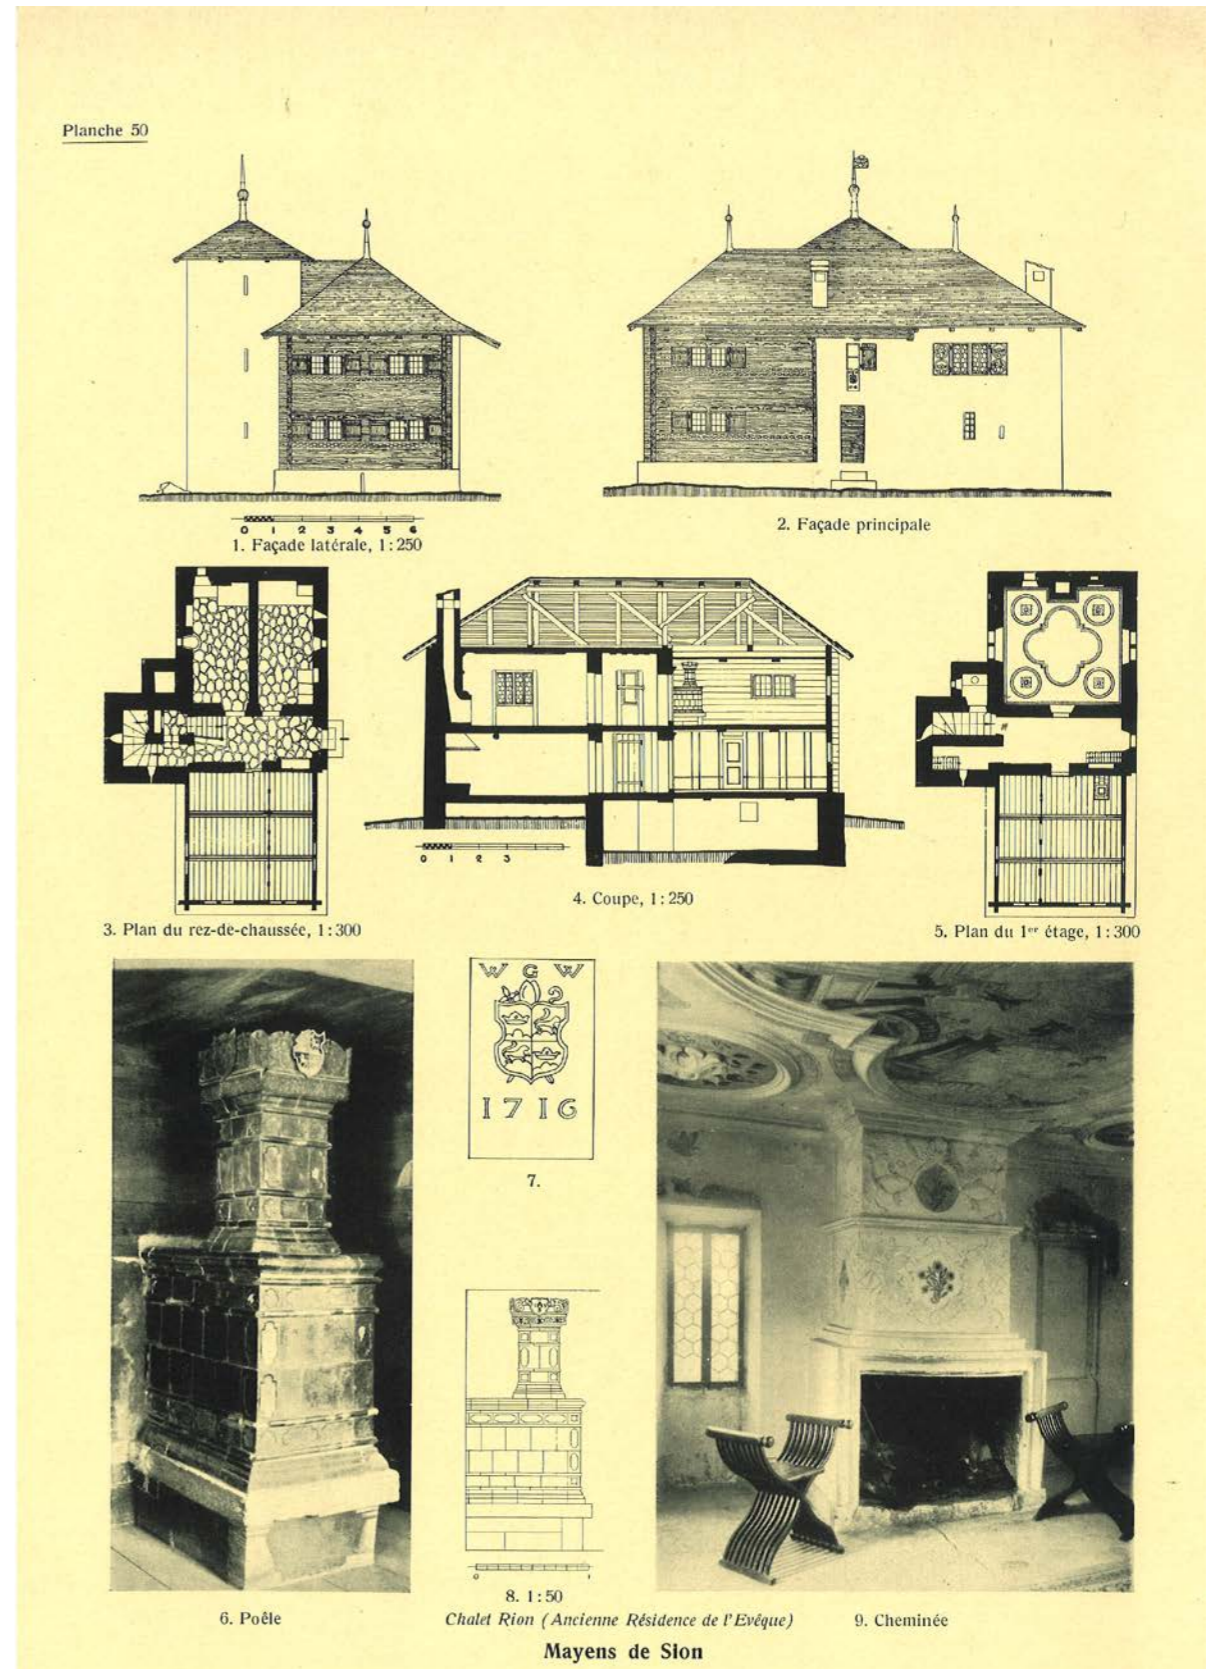 Planche 50
0 1 2 3 4 5 6
1. Façade latérale, 1:250
2. Façade principale
0 1 2 3
4. Coupe, 1:250
3. Plan du rez-de-chaussée, 1:300
5. Plan du 1er étage, 1:300
W G W
1716
7.
0 1
8. 1:50
6. Poêle
Chalet Rion (Ancienne Résidence de l'Evêque)
9. Cheminée
Mayens de Sion